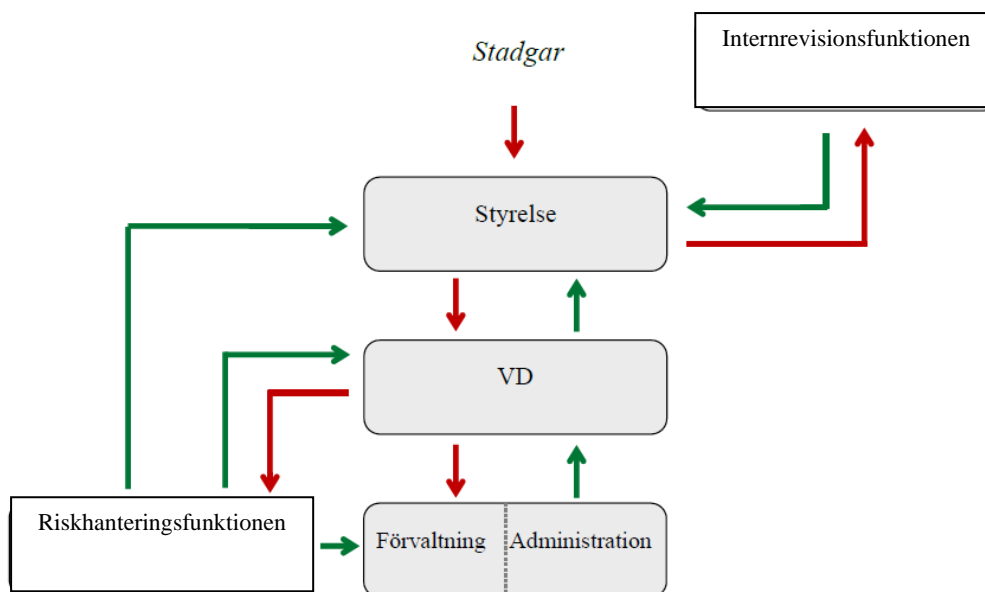 Internrevisionsfunktionen
Stadgar
Styrelse
VD
Riskhanteringsfunktionen
Förvaltning
Administration